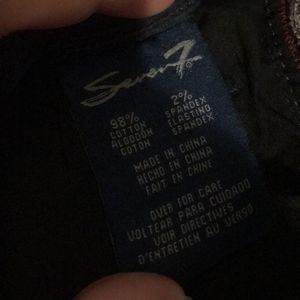 Seven7
98% 2%
COTTON SPANDEX
ALGODON ELASTINO
COTON SPANDEX
MADE IN CHINA
HECHO EN CHINA
FAIT EN CHINE
OVER FOR CARE
VOLTEAR PARA CUIDADO
VOIR DIRECTIVES
D'ENTRETIEN AU VERSO